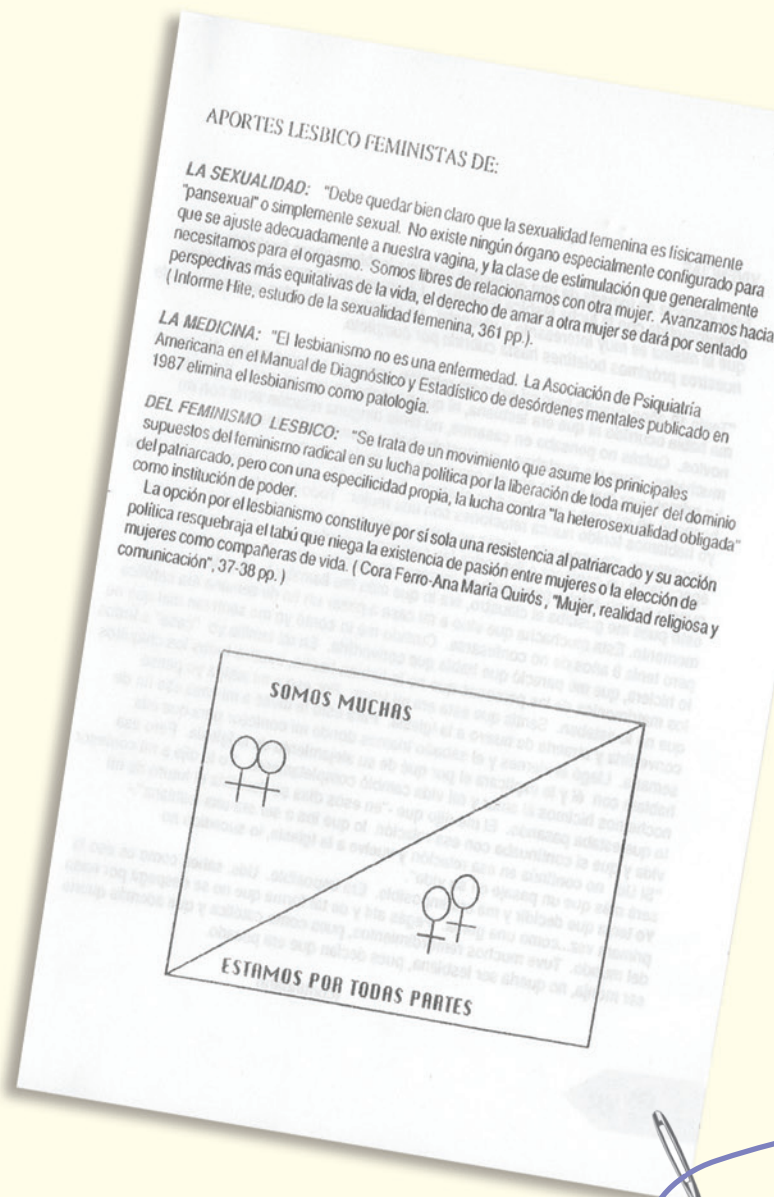 APORTES LESBICO FEMINISTAS DE:
LA SEXUALIDAD: "Debe quedar bien claro que la sexualidad femenina es físicamente
"pansexual" o simplemente sexual. No existe ningún órgano especialmente configurado para
que se ajuste adecuadamente a nuestra vagina, y la clase de estimulación que generalmente
necesitamos para el orgasmo. Somos libres de relacionarnos con otra mujer. Avanzamos hacia
perspectivas más equitativas de la vida, el derecho de amar a otra mujer se dará por sentado
( Informe Hite, estudio de la sexualidad femenina, 361 pp.).
LA MEDICINA: "El lesbianismo no es una enfermedad. La Asociación de Psiquiatría
Americana en el Manual de Diagnóstico y Estadístico de desórdenes mentales publicado en
1987 elimina el lesbianismo como patología.
DEL FEMINISMO LESBICO: "Se trata de un movimiento que asume los prinicipales
supuestos del feminismo radical en su lucha política por la liberación de toda mujer del dominio
del patriarcado, pero con una especilicidad propia, la lucha contra "la heterosexualidad obligada"
como institución de poder.
La opción por el lesbianismo constituye por sí sola una resistencia al patriarcado y su acción
política resquebraja el tabú que niega la existencia de pasión entre mujeres o la elección de
mujeres como compañeras de vida. ( Cora Ferro-Ana María Quirós , "Mujer, realidad religiosa y
comunicación", 37-38 pp. )
SOMOS MUCHAS
ESTAMOS POR TODAS PARTES